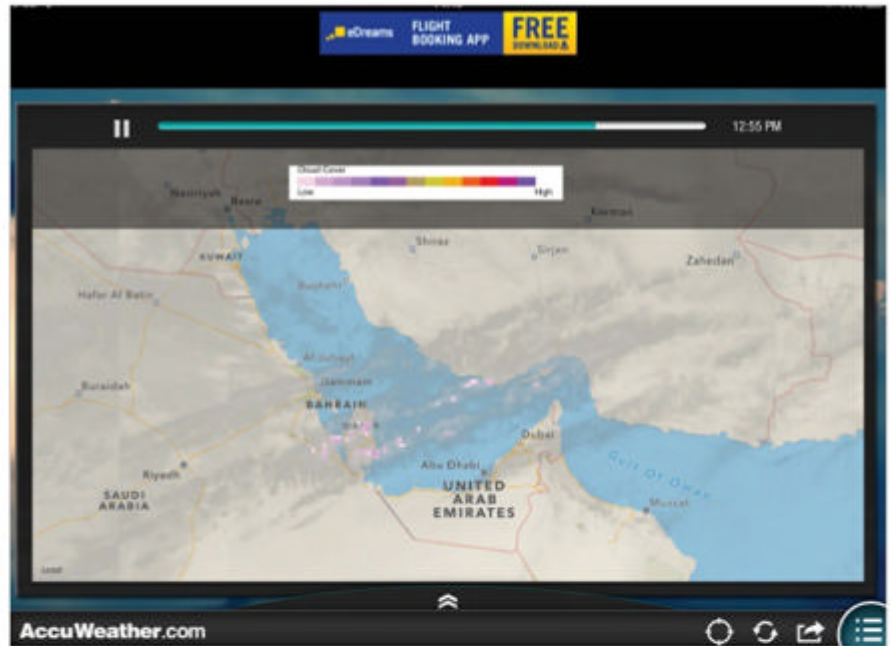 eDreams
FLIGHT
BOOKING APP
FREE
DOWNLOAD
12:55 PM
Cloud Cover
Low
High
Nasiriyah
Basra
Kerman
KUWAIT
Shiraz
Sirjan
Zahedan
Bushehr
Hafar Al Batin
Al Jubayl
Dammam
Buraidah
BAHRAIN
QATAR
Dubai
Abu Dhabi
Riyadh
Gulf Of Oman
UNITED
ARAB
EMIRATES
SAUDI
ARABIA
Muscat
Legal
AccuWeather.com